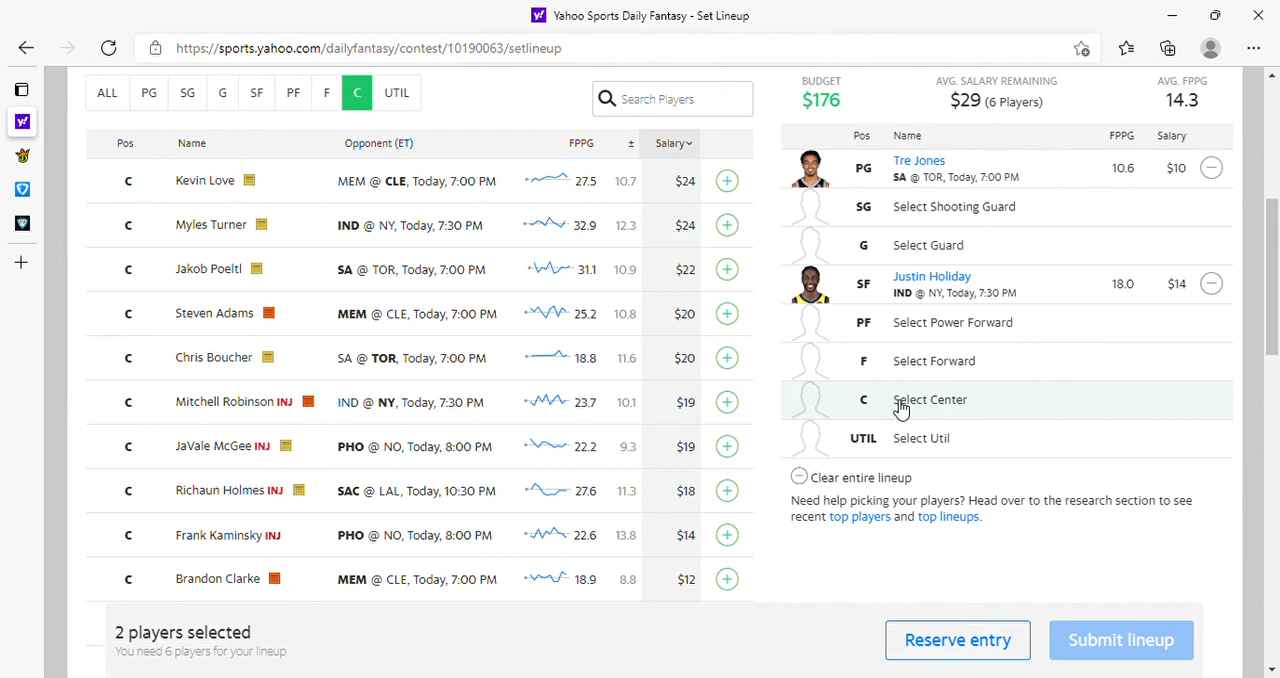 Yahoo Sports Daily Fantasy - Set Lineup
https://sports.yahoo.com/dailyfantasy/contest/10190063/setlineup
ALL PG SG G SF PF F C UTIL
Search Players
BUDGET AVG. SALARY REMAINING AVG. FPPG
$176 $29 (6 Players) 14.3
Pos Name Opponent (ET) FPPG ± Salary
C Kevin Love MEM @ CLE, Today, 7:00 PM 27.5 10.7 $24
C Myles Turner IND @ NY, Today, 7:30 PM 32.9 12.3 $24
C Jakob Poeltl SA @ TOR, Today, 7:00 PM 31.1 10.9 $22
C Steven Adams MEM @ CLE, Today, 7:00 PM 25.2 10.8 $20
C Chris Boucher SA @ TOR, Today, 7:00 PM 18.8 11.6 $20
C Mitchell Robinson INJ IND @ NY, Today, 7:30 PM 23.7 10.1 $19
C JaVale McGee INJ PHO @ NO, Today, 8:00 PM 22.2 9.3 $19
C Richaun Holmes INJ SAC @ LAL, Today, 10:30 PM 27.6 11.3 $18
C Frank Kaminsky INJ PHO @ NO, Today, 8:00 PM 22.6 13.8 $14
C Brandon Clarke MEM @ CLE, Today, 7:00 PM 18.9 8.8 $12
Pos Name FPPG Salary
PG Tre Jones 10.6 $10
SA @ TOR, Today, 7:00 PM
SG Select Shooting Guard
G Select Guard
SF Justin Holiday 18.0 $14
IND @ NY, Today, 7:30 PM
PF Select Power Forward
F Select Forward
C Select Center
UTIL Select Util
Clear entire lineup
Need help picking your players? Head over to the research section to see
recent top players and top lineups.
2 players selected
You need 6 players for your lineup
Reserve entry
Submit lineup